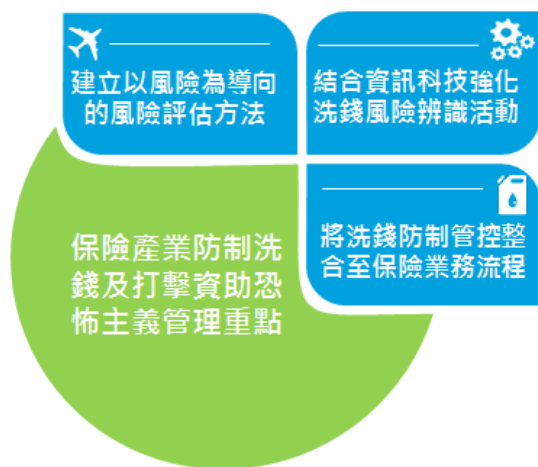 建立以風險為導向
的風險評估方法
結合資訊科技強化
洗錢風險辨識活動
將洗錢防制管控整
合至保險業務流程
保險產業防制洗
錢及打擊資助恐
怖主義管理重點